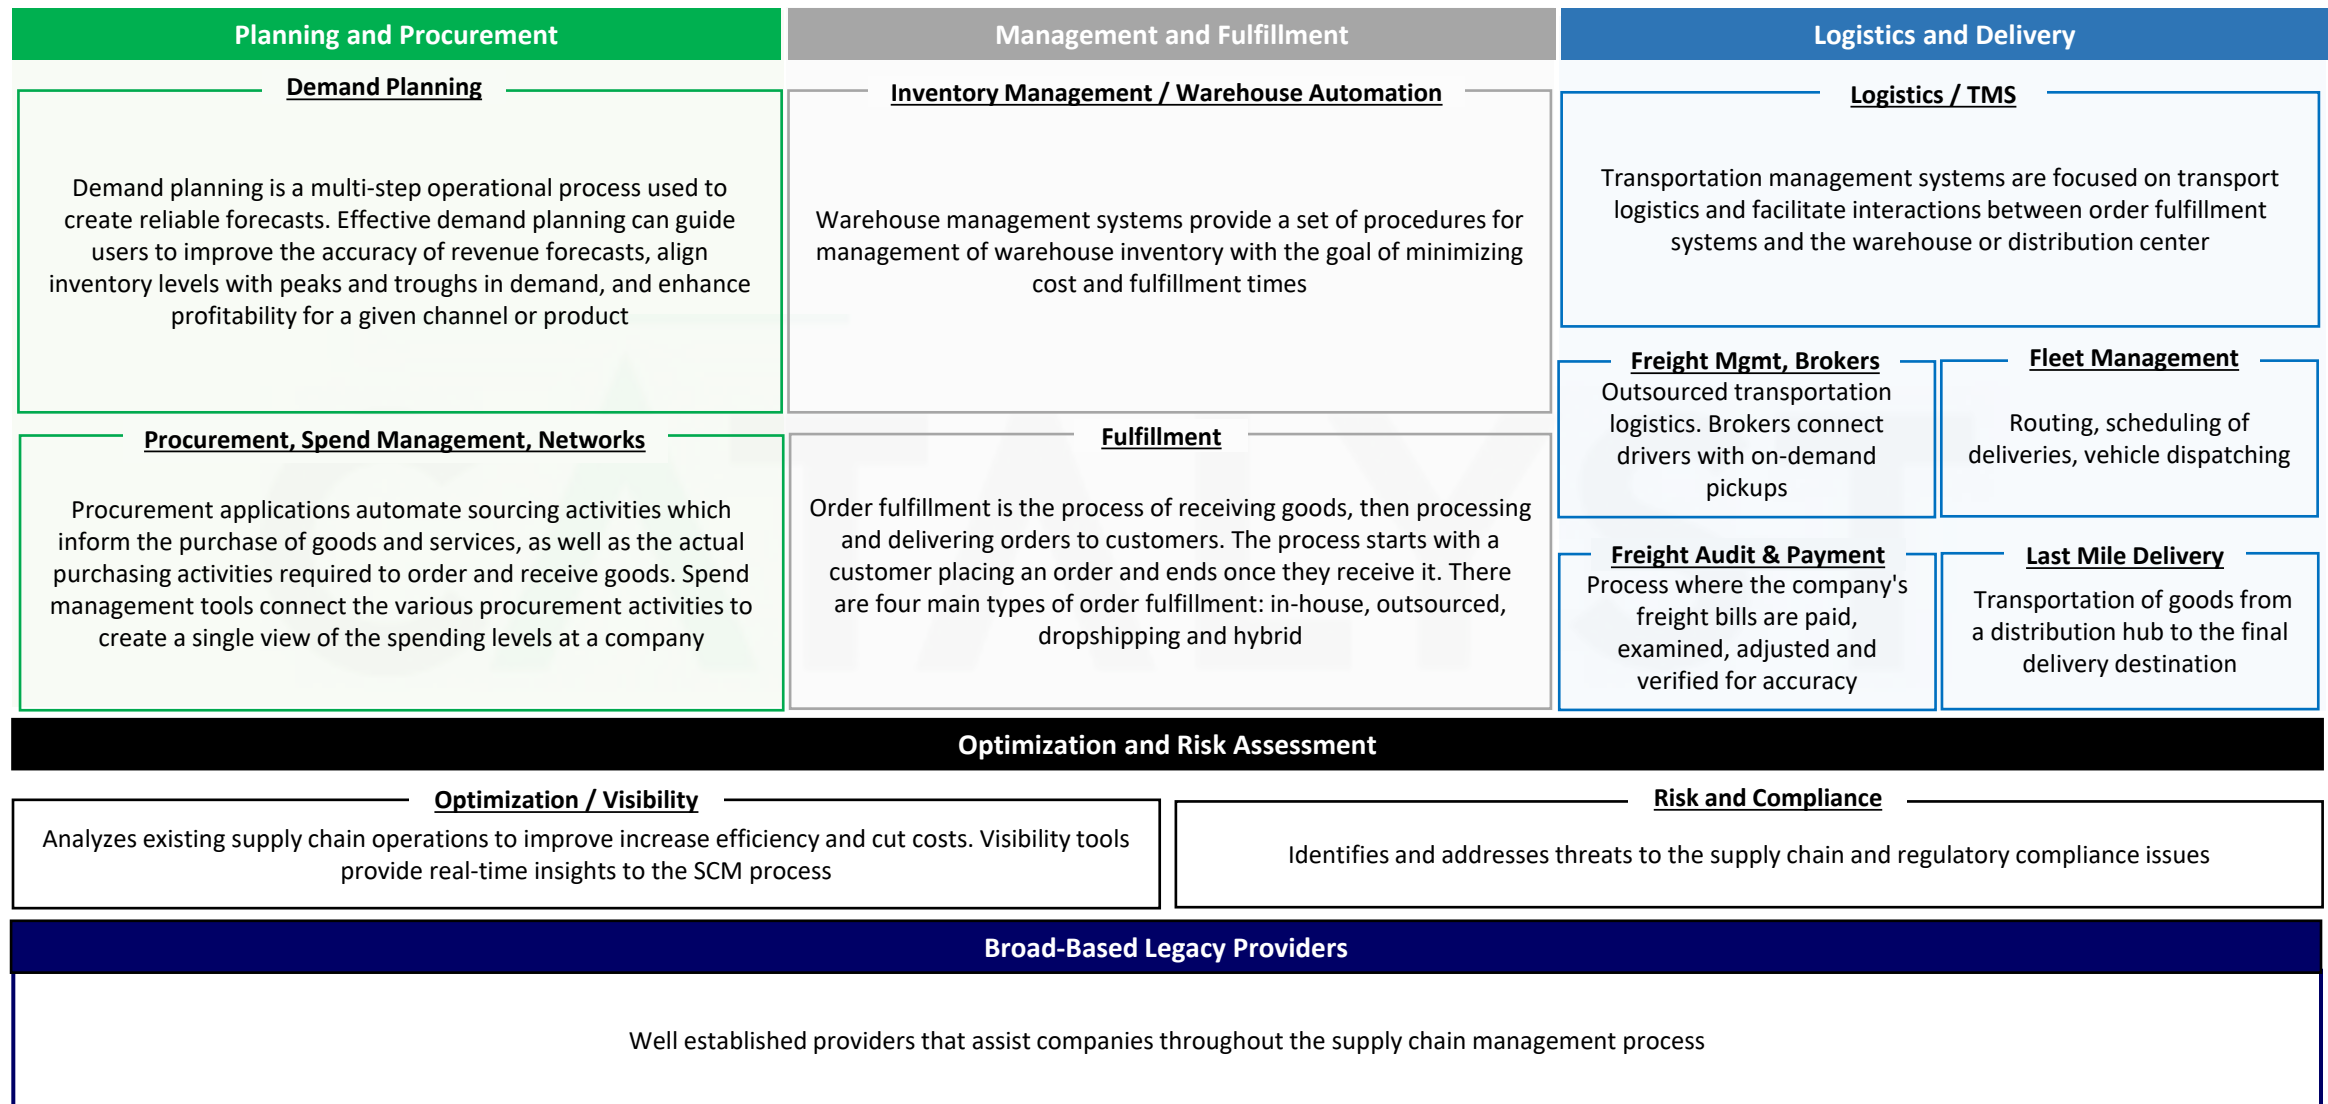 Planning and Procurement
Demand Planning
Demand planning is a multi-step operational process used to
create reliable forecasts. Effective demand planning can guide
users to improve the accuracy of revenue forecasts, align
inventory levels with peaks and troughs in demand, and enhance
profitability for a given channel or product
Procurement, Spend Management, Networks
Procurement applications automate sourcing activities which
inform the purchase of goods and services, as well as the actual
purchasing activities required to order and receive goods. Spend
management tools connect the various procurement activities to
create a single view of the spending levels at a company
Management and Fulfillment
Inventory Management / Warehouse Automation
Warehouse management systems provide a set of procedures for
management of warehouse inventory with the goal of minimizing
cost and fulfillment times
Fulfillment
Order fulfillment is the process of receiving goods, then processing
and delivering orders to customers. The process starts with a
customer placing an order and ends once they receive it. There
are four main types of order fulfillment: in-house, outsourced,
dropshipping and hybrid
Logistics and Delivery
Logistics / TMS
Transportation management systems are focused on transport
logistics and facilitate interactions between order fulfillment
systems and the warehouse or distribution center
Freight Mgmt, Brokers
Outsourced transportation
logistics. Brokers connect
drivers with on-demand
pickups
Fleet Management
Routing, scheduling of
deliveries, vehicle dispatching
Freight Audit & Payment
Process where the company's
freight bills are paid,
examined, adjusted and
verified for accuracy
Last Mile Delivery
Transportation of goods from
a distribution hub to the final
delivery destination
CATALYST
Optimization and Risk Assessment
Optimization / Visibility
Analyzes existing supply chain operations to improve increase efficiency and cut costs. Visibility tools
provide real-time insights to the SCM process
Risk and Compliance
Identifies and addresses threats to the supply chain and regulatory compliance issues
Broad-Based Legacy Providers
Well established providers that assist companies throughout the supply chain management process